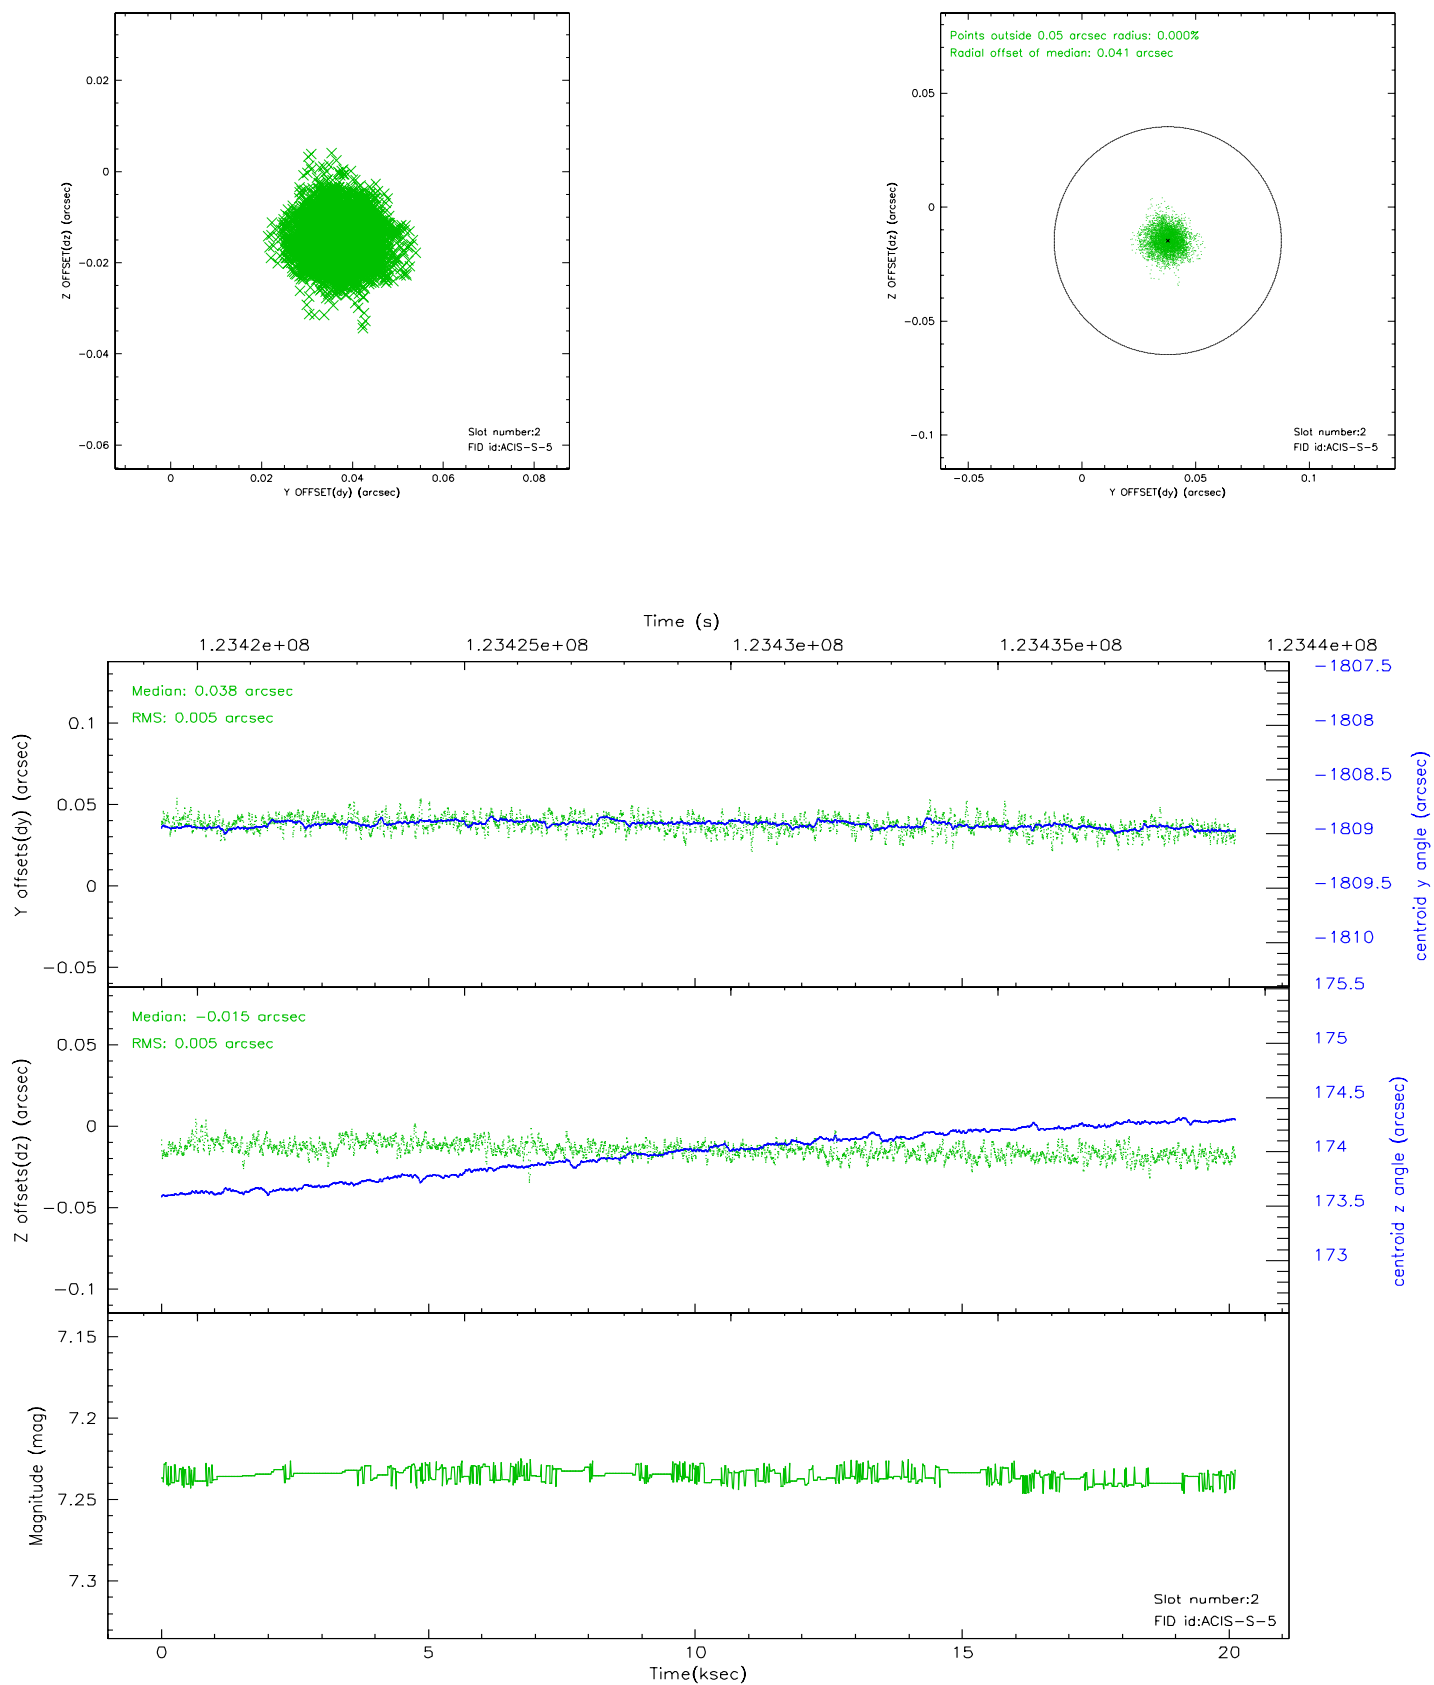 0.02
0
-0.02
-0.04
-0.06
Z OFFSET(dz) (arcsec)
Slot number:2
FID id:ACIS-S-5
0 0.02 0.04 0.06 0.08
Y OFFSET(dy) (arcsec)
Points outside 0.05 arcsec radius: 0.000%
Radial offset of median: 0.041 arcsec
0.05
0
-0.05
-0.1
Z OFFSET(dz) (arcsec)
Slot number:2
FID id:ACIS-S-5
-0.05 0 0.05 0.1
Y OFFSET(dy) (arcsec)
Time (s)
1.2342e+08 1.23425e+08 1.2343e+08 1.23435e+08 1.2344e+08
Median: 0.038 arcsec
RMS: 0.005 arcsec
0.1
0.05
0
-0.05
Y offsets(dy) (arcsec)
-1807.5
-1808
-1808.5
-1809
-1809.5
-1810
centroid y angle (arcsec)
Median: -0.015 arcsec
RMS: 0.005 arcsec
0.05
0
-0.05
-0.1
Z offsets(dz) (arcsec)
175.5
175
174.5
174
173.5
173
centroid z angle (arcsec)
7.15
7.2
7.25
7.3
Magnitude (mag)
Slot number:2
FID id:ACIS-S-5
0 5 10 15 20
Time(ksec)